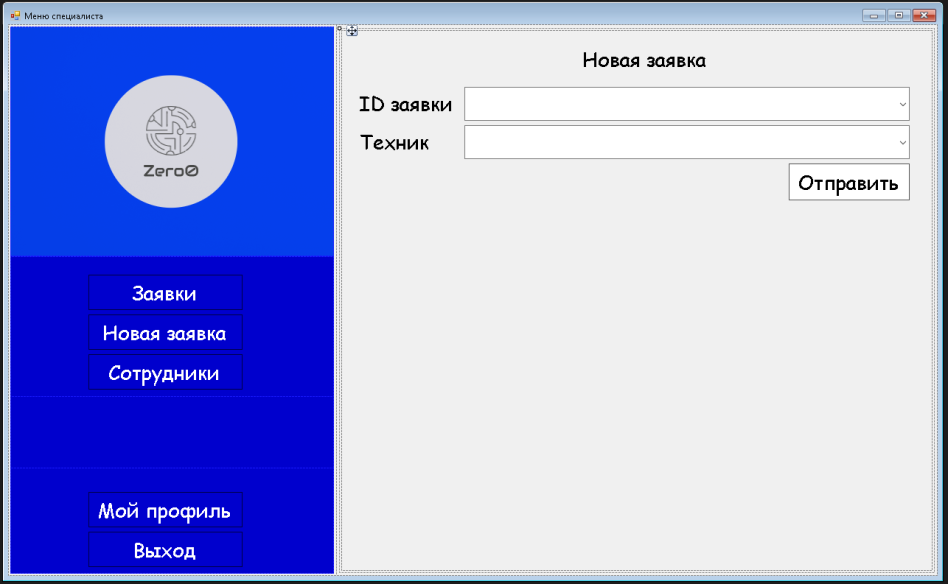 Меню специалиста
Zero0
Заявки
Новая заявка
Сотрудники
Мой профиль
Выход
Новая заявка
ID заявки
Техник
Отправить